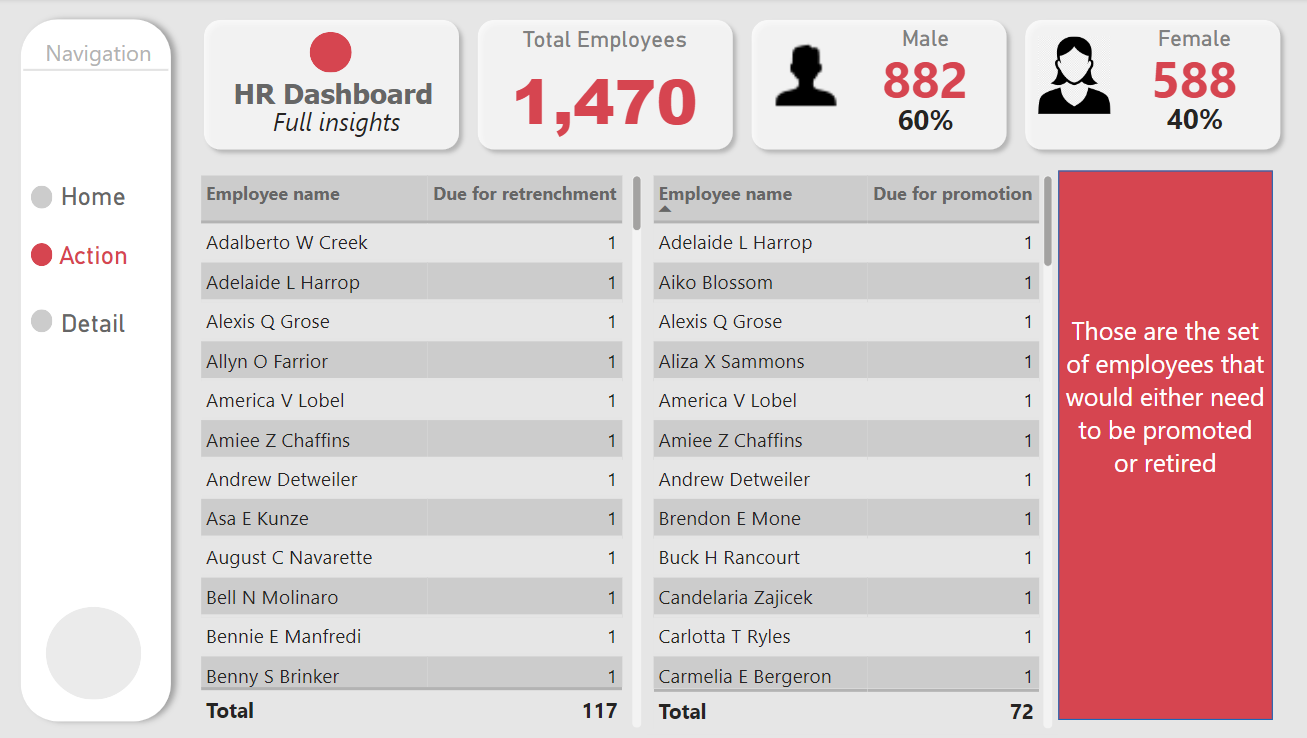 Navigation
Home
Action
Detail
HR Dashboard
Full insights
Total Employees
1,470
Male
882
60%
Female
588
40%
Employee name Due for retrenchment
Adalberto W Creek 1
Adelaide L Harrop 1
Alexis Q Grose 1
Allyn O Farrior 1
America V Lobel 1
Amiee Z Chaffins 1
Andrew Detweiler 1
Asa E Kunze 1
August C Navarette 1
Bell N Molinaro 1
Bennie E Manfredi 1
Benny S Brinker 1
Total 117
Employee name Due for promotion
Adelaide L Harrop 1
Aiko Blossom 1
Alexis Q Grose 1
Aliza X Sammons 1
America V Lobel 1
Amiee Z Chaffins 1
Andrew Detweiler 1
Brendon E Mone 1
Buck H Rancourt 1
Candelaria Zajicek 1
Carlotta T Ryles 1
Carmelia E Bergeron 1
Total 72
Those are the set
of employees that
would either need
to be promoted
or retired